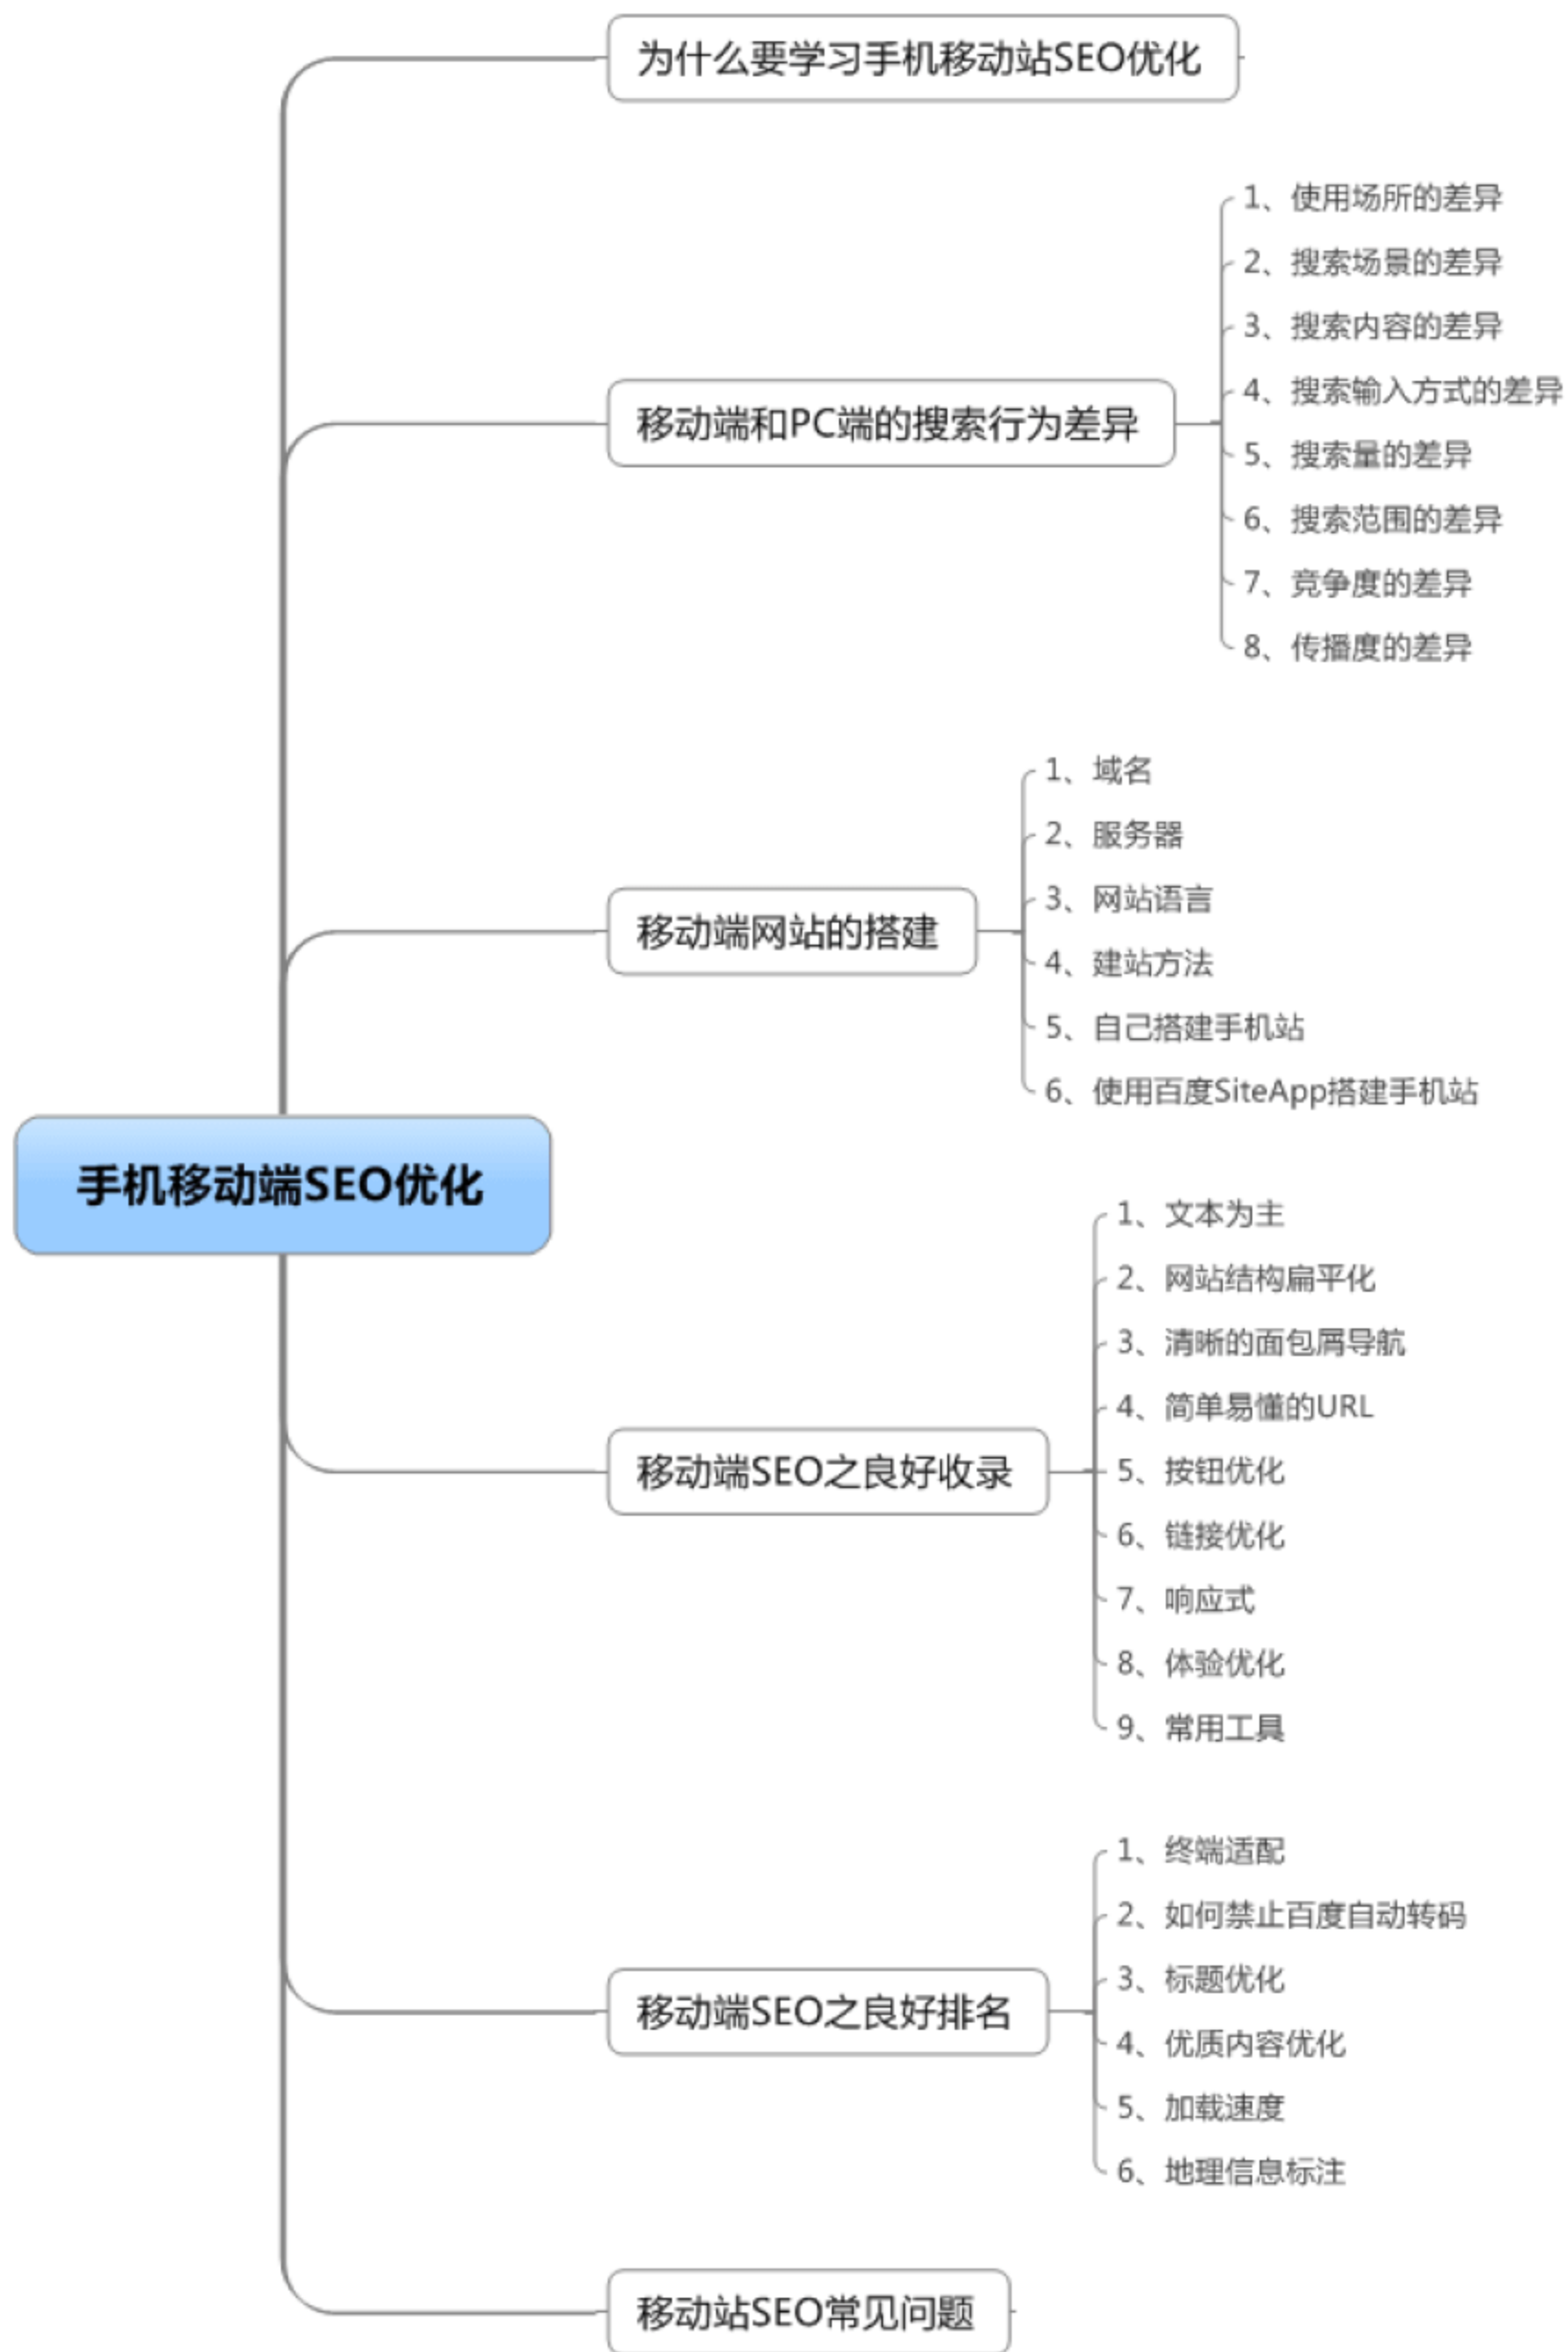 为什么要学习手机移动站SEO优化
移动端和PC端的搜索行为差异
1、使用场所的差异
2、搜索场景的差异
3、搜索内容的差异
4、搜索输入方式的差异
5、搜索量的差异
6、搜索范围的差异
7、竞争度的差异
8、传播度的差异
移动端网站的搭建
1、域名
2、服务器
3、网站语言
4、建站方法
5、自己搭建手机站
6、使用百度SiteApp搭建手机站
手机移动端SEO优化
移动端SEO之良好收录
1、文本为主
2、网站结构扁平化
3、清晰的面包屑导航
4、简单易懂的URL
5、按钮优化
6、链接优化
7、响应式
8、体验优化
9、常用工具
移动端SEO之良好排名
1、终端适配
2、如何禁止百度自动转码
3、标题优化
4、优质内容优化
5、加载速度
6、地理信息标注
移动站SEO常见问题